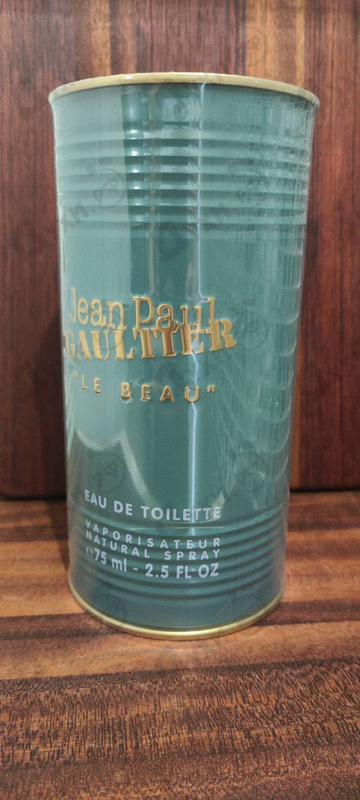 Jean Paul
GAULTIER
"LE BEAU"
EAU DE TOILETTE
VAPORISATEUR
NATURAL SPRAY
℮ 75 ml - 2.5 FL·OZ